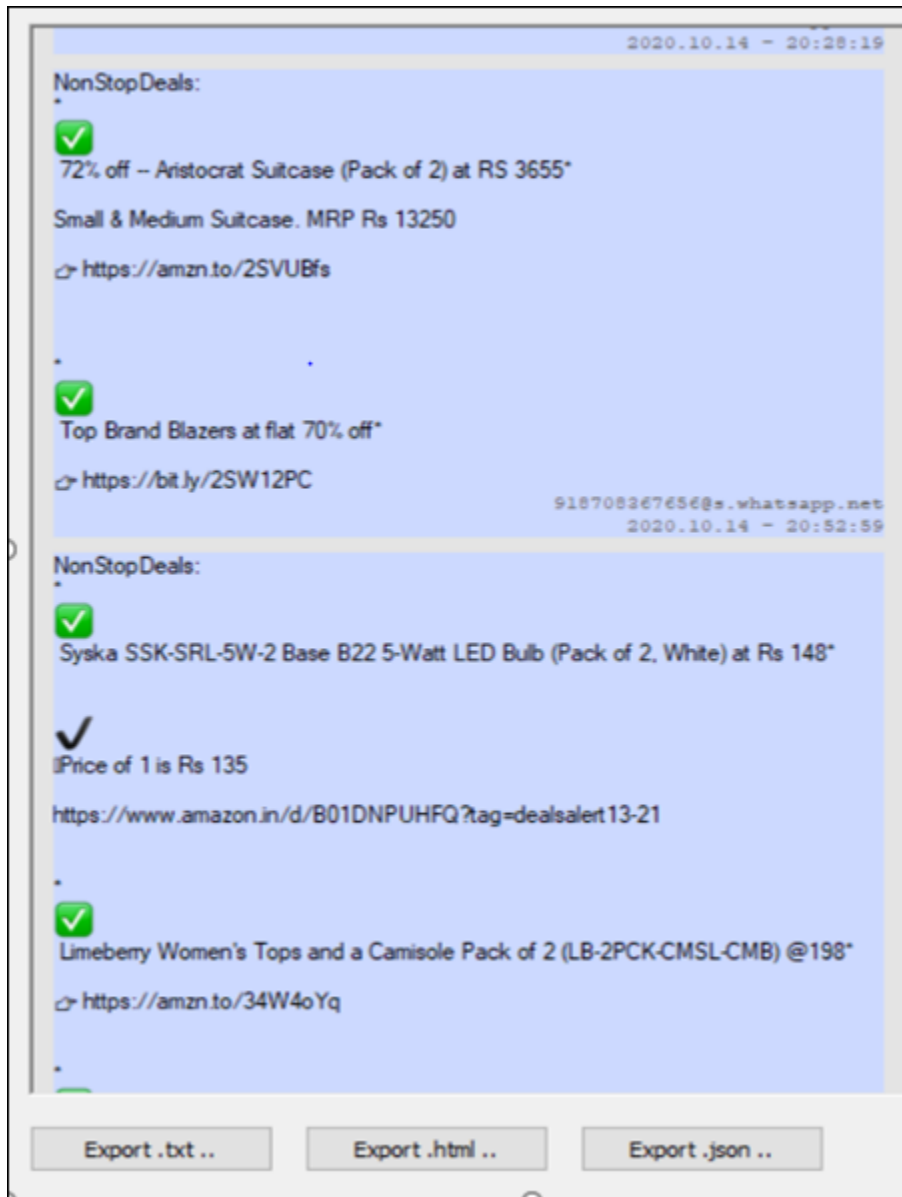 2020.10.14 - 20:28:19
NonStopDeals:
*
✅
72% off -- Aristocrat Suitcase (Pack of 2) at RS 3655*
Small & Medium Suitcase. MRP Rs 13250
👉 https://amzn.to/2SVUBfs
*
✅
Top Brand Blazers at flat 70% off*
👉 https://bit.ly/2SW12PC
918708367656@s.whatsapp.net
2020.10.14 - 20:52:59
NonStopDeals:
*
✅
Syska SSK-SRL-5W-2 Base B22 5-Watt LED Bulb (Pack of 2, White) at Rs 148*
✔
Price of 1 is Rs 135
https://www.amazon.in/d/B01DNPUHFQ?tag=dealsalert13-21
*
✅
Limeberry Women's Tops and a Camisole Pack of 2 (LB-2PCK-CMSL-CMB) @198*
👉 https://amzn.to/34W4oYq
*
Export .txt ..
Export .html ..
Export .json ..